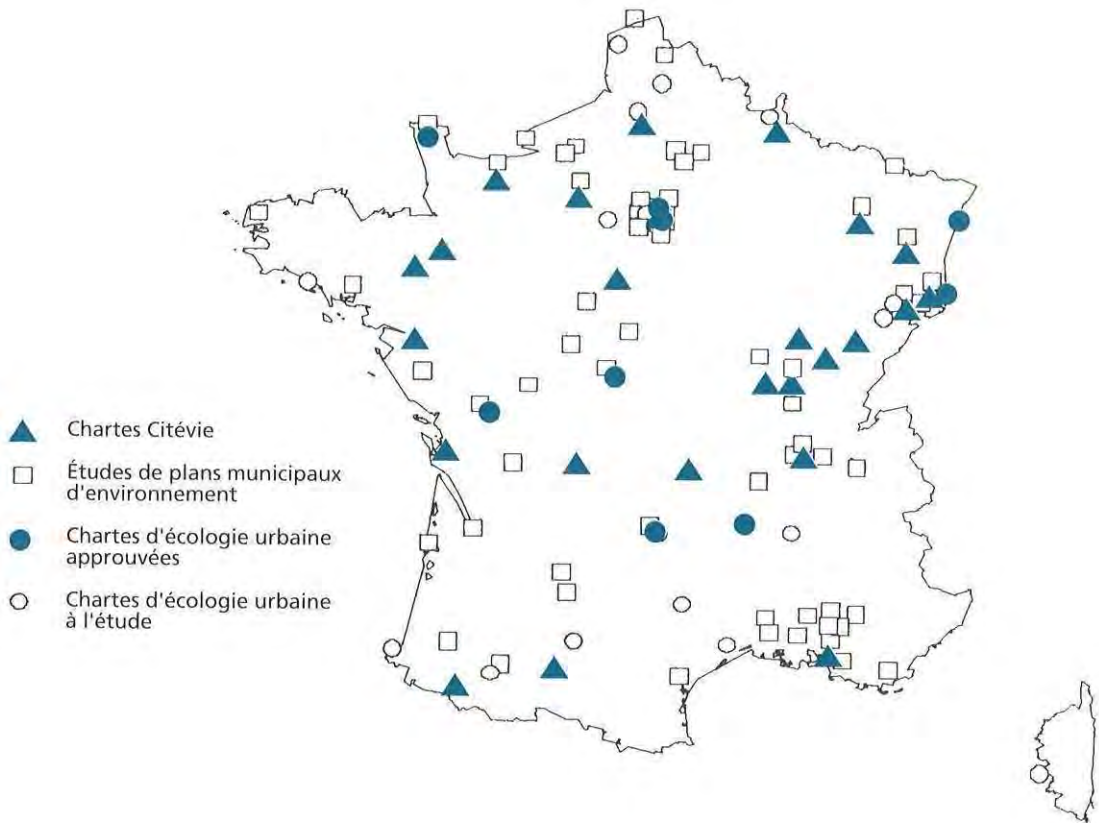 Chartes Citévie
Études de plans municipaux
d'environnement
Chartes d'écologie urbaine
approuvées
Chartes d'écologie urbaine
à l'étude